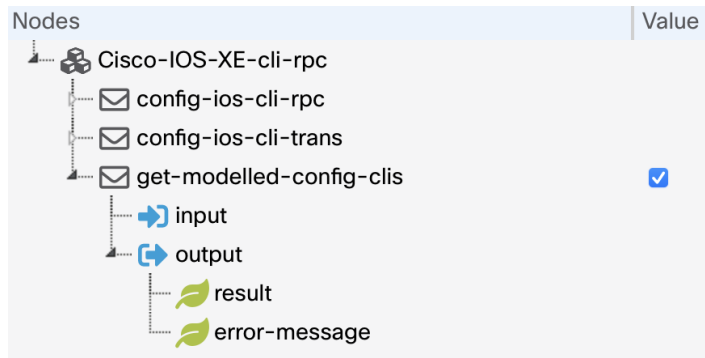 Nodes Value
Cisco-IOS-XE-cli-rpc
config-ios-cli-rpc
config-ios-cli-trans
get-modelled-config-clis
input
output
result
error-message